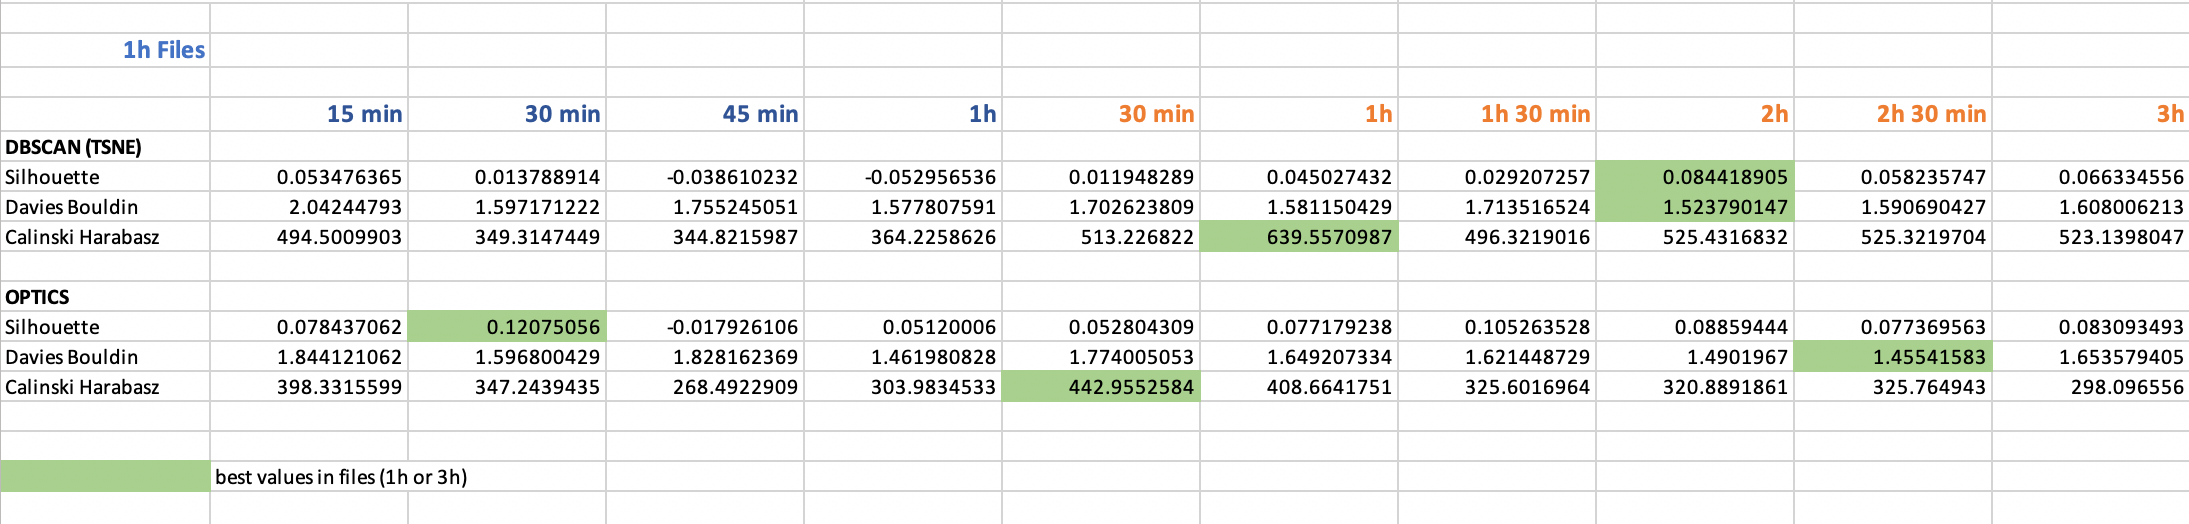 1h Files
15 min 30 min 45 min 1h 30 min 1h 1h 30 min 2h 2h 30 min 3h
DBSCAN (TSNE)
Silhouette 0.053476365 0.013788914 -0.038610232 -0.052956536 0.011948289 0.045027432 0.029207257 0.084418905 0.058235747 0.066334556
Davies Bouldin 2.04244793 1.597171222 1.755245051 1.577807591 1.702623809 1.581150429 1.713516524 1.523790147 1.590690427 1.608006213
Calinski Harabasz 494.5009903 349.3147449 344.8215987 364.2258626 513.226822 639.5570987 496.3219016 525.4316832 525.3219704 523.1398047
OPTICS
Silhouette 0.078437062 0.12075056 -0.017926106 0.05120006 0.052804309 0.077179238 0.105263528 0.08859444 0.077369563 0.083093493
Davies Bouldin 1.844121062 1.596800429 1.828162369 1.461980828 1.774005053 1.649207334 1.621448729 1.4901967 1.45541583 1.653579405
Calinski Harabasz 398.3315599 347.2439435 268.4922909 303.9834533 442.9552584 408.6641751 325.6016964 320.8891861 325.764943 298.096556
best values in files (1h or 3h)